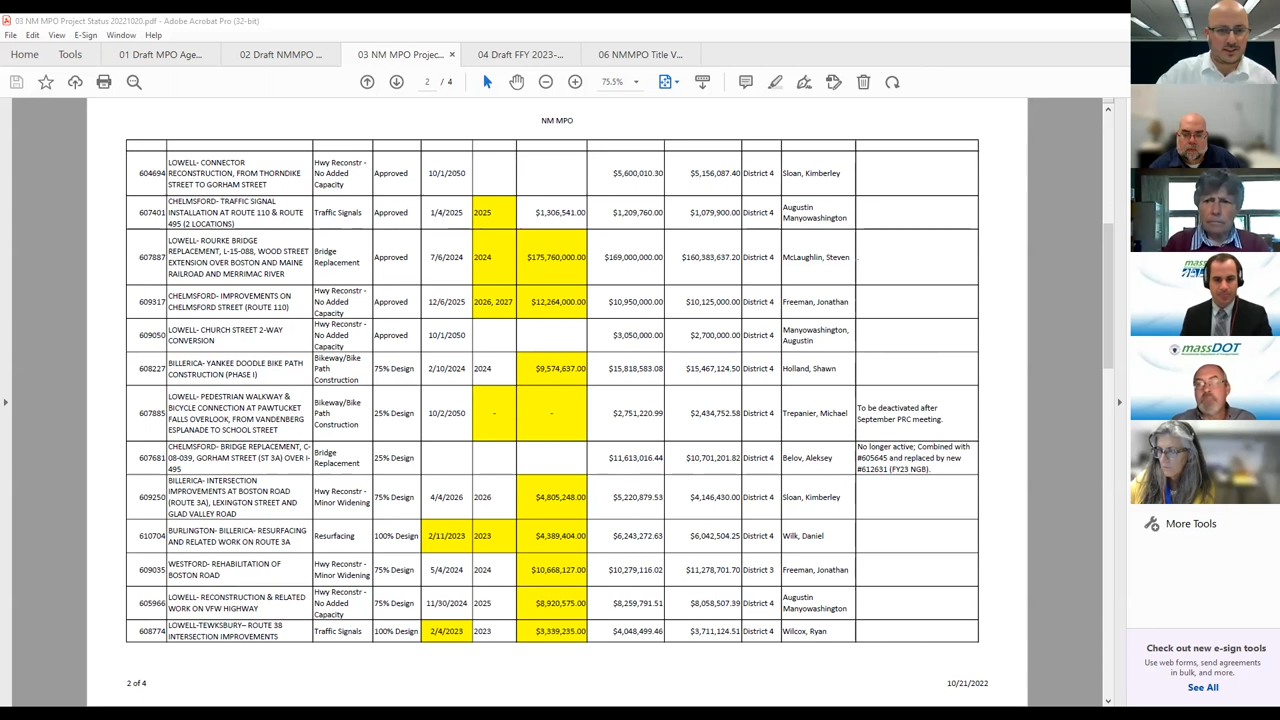 03 NM MPO Project Status 20221020.pdf - Adobe Acrobat Pro (32-bit)
File Edit View E-Sign Window Help
Home Tools 01 Draft MPO Age... 02 Draft NMMPO ... 03 NM MPO Projec... × 04 Draft FFY 2023-... 06 NMMPO Title V...
2 / 4 75.5%
NM MPO
604694 LOWELL- CONNECTOR RECONSTRUCTION, FROM THORNDIKE STREET TO GORHAM STREET Hwy Reconstr - No Added Capacity Approved 10/1/2050 $5,600,010.30 $5,156,087.40 District 4 Sloan, Kimberley
607401 CHELMSFORD- TRAFFIC SIGNAL INSTALLATION AT ROUTE 110 & ROUTE 495 (2 LOCATIONS) Traffic Signals Approved 1/4/2025 2025 $1,306,541.00 $1,209,760.00 $1,079,900.00 District 4 Augustin Manyowashington
607887 LOWELL- ROURKE BRIDGE REPLACEMENT, L-15-088, WOOD STREET EXTENSION OVER BOSTON AND MAINE RAILROAD AND MERRIMAC RIVER Bridge Replacement Approved 7/6/2024 2024 $175,760,000.00 $169,000,000.00 $160,383,637.20 District 4 McLaughlin, Steven .
609317 CHELMSFORD- IMPROVEMENTS ON CHELMSFORD STREET (ROUTE 110) Hwy Reconstr - No Added Capacity Approved 12/6/2025 2026, 2027 $12,264,000.00 $10,950,000.00 $10,125,000.00 District 4 Freeman, Jonathan
609050 LOWELL- CHURCH STREET 2-WAY CONVERSION Hwy Reconstr - No Added Capacity Approved 10/1/2050 $3,050,000.00 $2,700,000.00 District 4 Manyowashington, Augustin
608227 BILLERICA- YANKEE DOODLE BIKE PATH CONSTRUCTION (PHASE I) Bikeway/Bike Path Construction 75% Design 2/10/2024 2024 $9,574,637.00 $15,818,583.08 $15,467,124.50 District 4 Holland, Shawn
607885 LOWELL- PEDESTRIAN WALKWAY & BICYCLE CONNECTION AT PAWTUCKET FALLS OVERLOOK, FROM VANDENBERG ESPLANADE TO SCHOOL STREET Bikeway/Bike Path Construction 25% Design 10/2/2050 - - $2,751,220.99 $2,434,752.58 District 4 Trepanier, Michael To be deactivated after September PRC meeting.
607681 CHELMSFORD- BRIDGE REPLACEMENT, C-08-039, GORHAM STREET (ST 3A) OVER I-495 Bridge Replacement 25% Design $11,613,016.44 $10,701,201.82 District 4 Belov, Aleksey No longer active; Combined with #605645 and replaced by new #612631 (FY23 NGB).
609250 BILLERICA- INTERSECTION IMPROVEMENTS AT BOSTON ROAD (ROUTE 3A), LEXINGTON STREET AND GLAD VALLEY ROAD Hwy Reconstr - Minor Widening 75% Design 4/4/2026 2026 $4,805,248.00 $5,220,879.53 $4,146,430.00 District 4 Sloan, Kimberley
610704 BURLINGTON- BILLERICA- RESURFACING AND RELATED WORK ON ROUTE 3A Resurfacing 100% Design 2/11/2023 2023 $4,389,404.00 $6,243,272.63 $6,042,504.25 District 4 Wilk, Daniel
609035 WESTFORD- REHABILITATION OF BOSTON ROAD Hwy Reconstr - Minor Widening 75% Design 5/4/2024 2024 $10,668,127.00 $10,279,116.02 $11,278,701.70 District 3 Freeman, Jonathan
605966 LOWELL- RECONSTRUCTION & RELATED WORK ON VFW HIGHWAY Hwy Reconstr - No Added Capacity 75% Design 11/30/2024 2025 $8,920,575.00 $8,259,791.51 $8,058,507.39 District 4 Augustin Manyowashington
608774 LOWELL-TEWKSBURY– ROUTE 38 INTERSECTION IMPROVEMENTS Traffic Signals 100% Design 2/4/2023 2023 $3,339,235.00 $4,048,499.46 $3,711,124.51 District 4 Wilcox, Ryan
2 of 4 10/21/2022
massDOT
More Tools
Check out new e-sign tools
Use web forms, send agreements
in bulk, and more.
See All